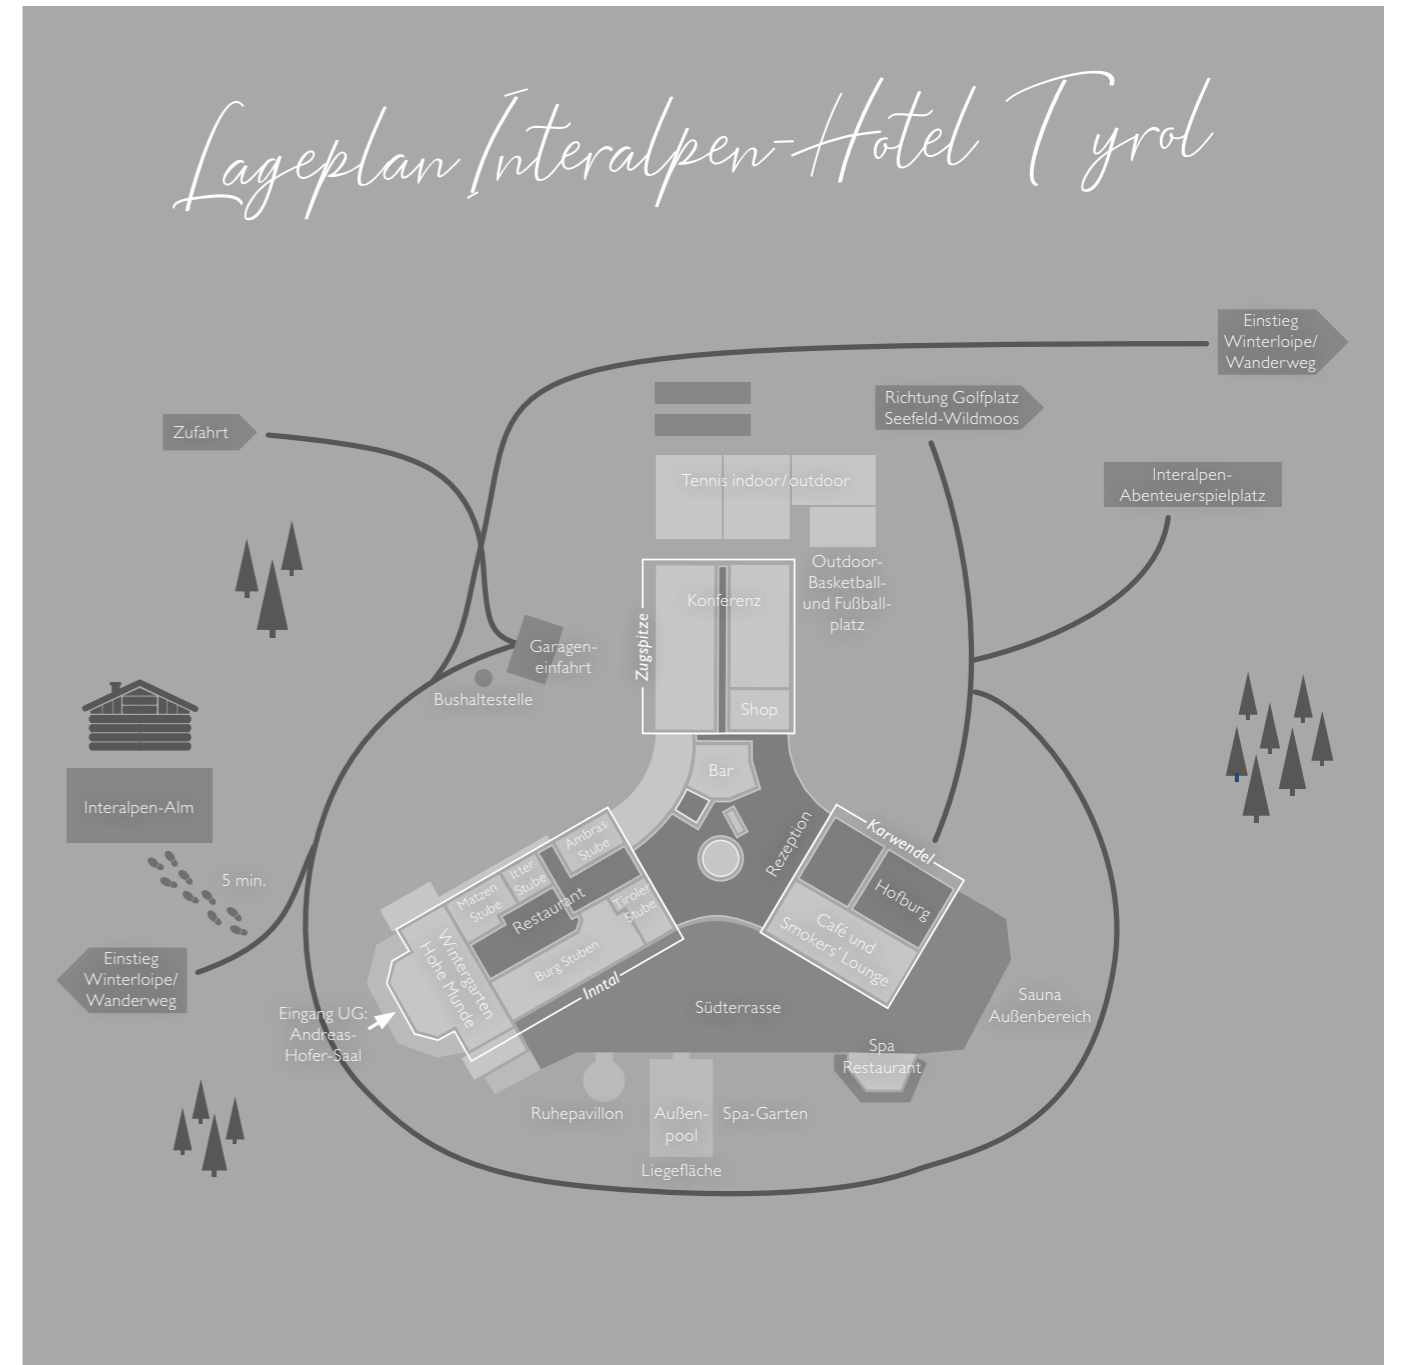 Lageplan Interalpen-Hotel Tyrol
Einstieg
Winterloipe/
Wanderweg
Richtung Golfplatz
Seefeld-Wildmoos
Zufahrt
Interalpen-
Abenteuerspielplatz
Tennis indoor/outdoor
Outdoor-
Basketball-
und Fußball-
platz
Konferenz
Zugspitze
Garagen-
einfahrt
Bushaltestelle
Shop
Bar
Interalpen-Alm
5 min.
Rezeption
Karwendel
Hofburg
Café und
Smokers' Lounge
Ambras
Stube
Itter
Stube
Matzen
Stube
Restaurant
Tiroler
Stube
Burg Stuben
Wintergarten
Hohe Munde
Inntal
Einstieg
Winterloipe/
Wanderweg
Eingang UG:
Andreas-
Hofer-Saal
Südterrasse
Sauna
Außenbereich
Spa
Restaurant
Ruhepavillon
Außen-
pool
Spa-Garten
Liegefläche